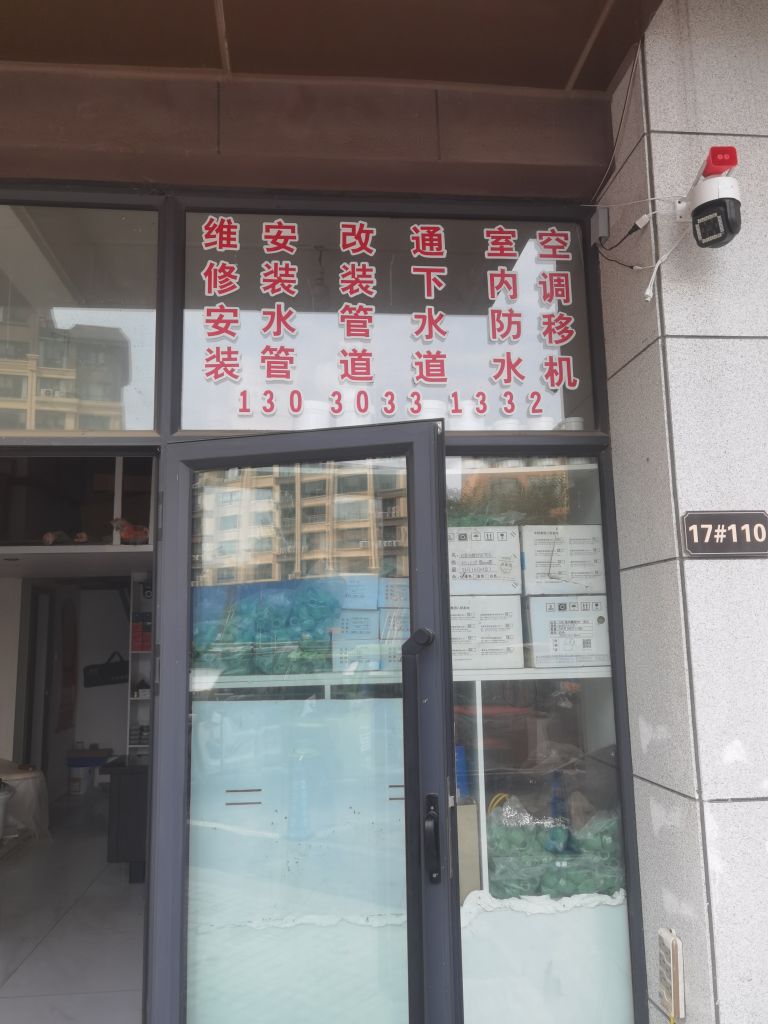 维修安装
安装水管
改装管道
通下水道
室内防水
空调移机
130 3033 1332
17#110